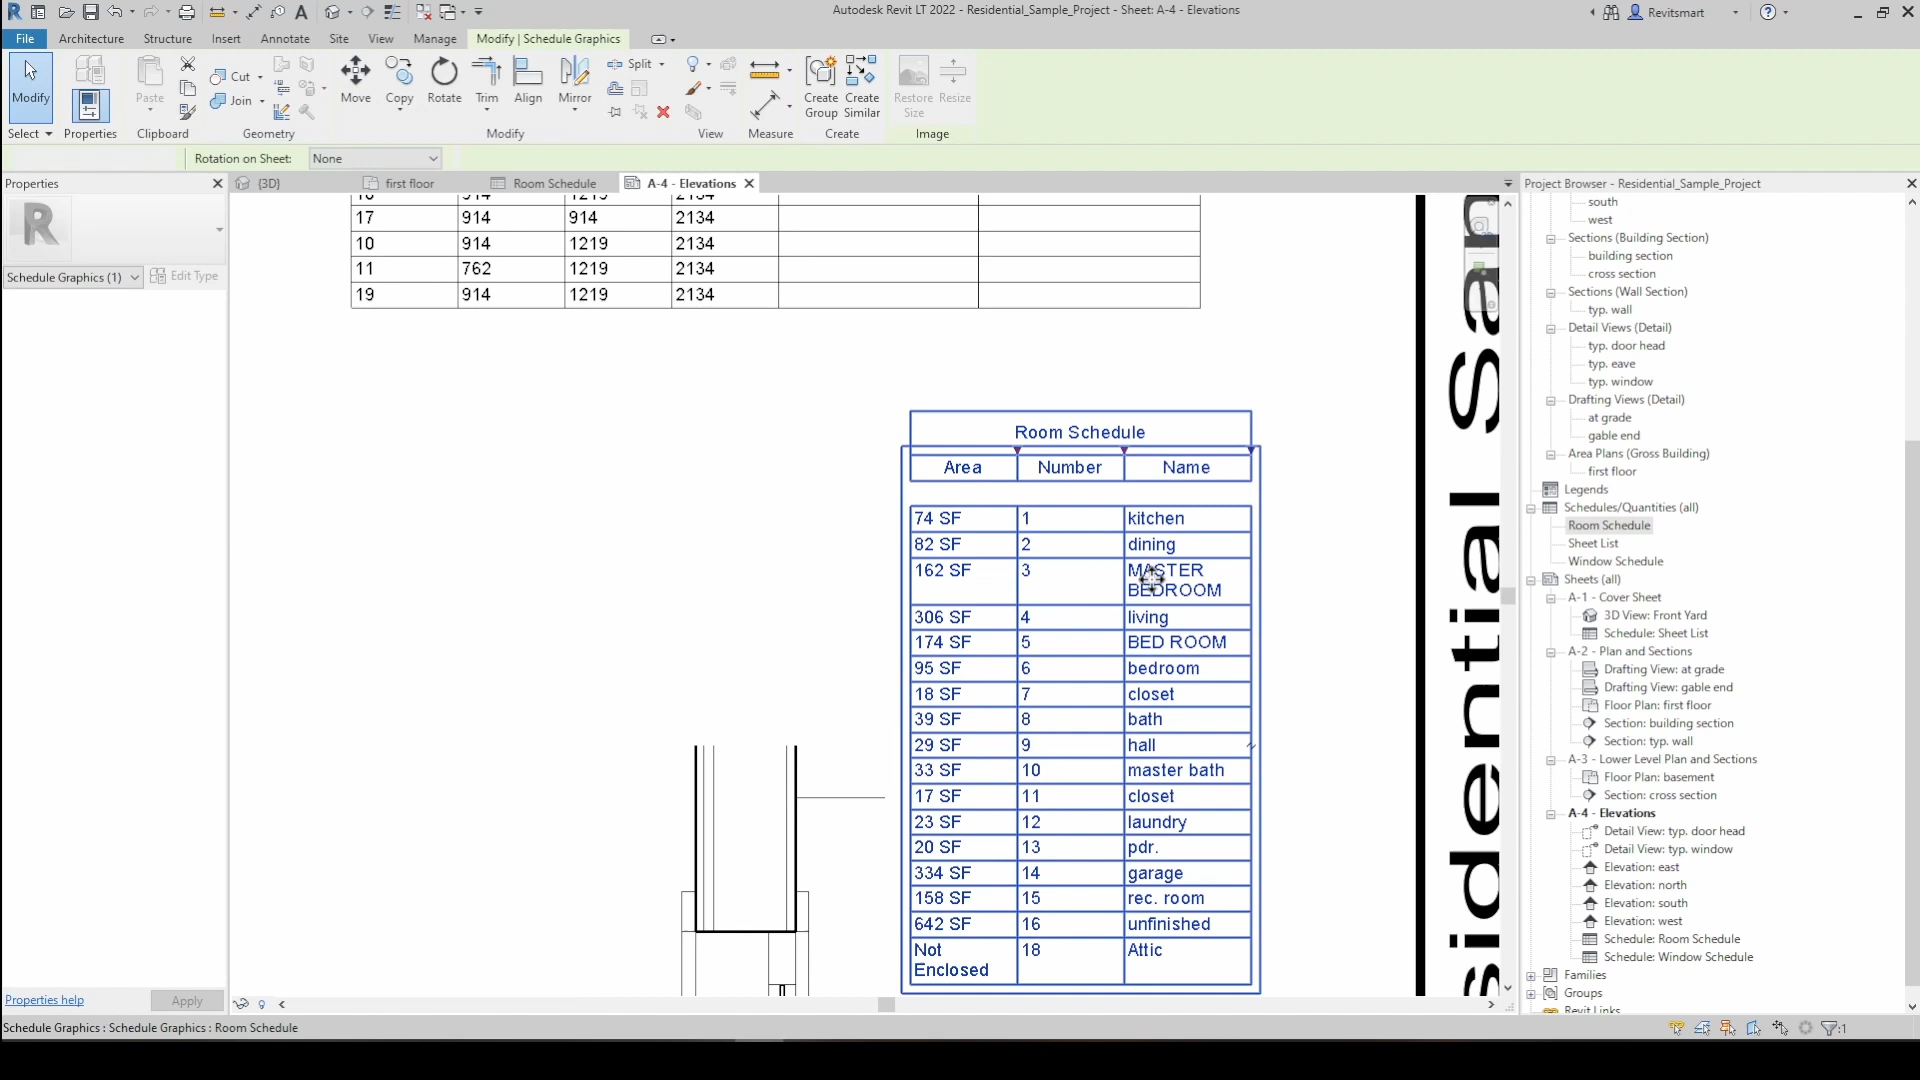 Autodesk Revit LT 2022 - Residential_Sample_Project - Sheet: A-4 - Elevations
Revitsmart
File Architecture Structure Insert Annotate Site View Manage Modify | Schedule Graphics
Modify
Paste
Cut
Join
Move
Copy
Rotate
Trim
Align
Mirror
Split
Create Group
Create Similar
Restore Size
Resize
Select Properties Clipboard Geometry Modify View Measure Create Image
Rotation on Sheet: None
Properties
{3D} first floor Room Schedule A-4 - Elevations
Schedule Graphics (1) Edit Type
Properties help Apply
17 914 914 2134
10 914 1219 2134
11 762 1219 2134
19 914 1219 2134
Room Schedule
Area Number Name
74 SF 1 kitchen
82 SF 2 dining
162 SF 3 MASTER
BEDROOM
306 SF 4 living
174 SF 5 BED ROOM
95 SF 6 bedroom
18 SF 7 closet
39 SF 8 bath
29 SF 9 hall
33 SF 10 master bath
17 SF 11 closet
23 SF 12 laundry
20 SF 13 pdr.
334 SF 14 garage
158 SF 15 rec. room
642 SF 16 unfinished
Not 18 Attic
Enclosed
sidential Sa
Project Browser - Residential_Sample_Project
south
west
Sections (Building Section)
building section
cross section
Sections (Wall Section)
typ. wall
Detail Views (Detail)
typ. door head
typ. eave
typ. window
Drafting Views (Detail)
at grade
gable end
Area Plans (Gross Building)
first floor
Legends
Schedules/Quantities (all)
Room Schedule
Sheet List
Window Schedule
Sheets (all)
A-1 - Cover Sheet
3D View: Front Yard
Schedule: Sheet List
A-2 - Plan and Sections
Drafting View: at grade
Drafting View: gable end
Floor Plan: first floor
Section: building section
Section: typ. wall
A-3 - Lower Level Plan and Sections
Floor Plan: basement
Section: cross section
A-4 - Elevations
Detail View: typ. door head
Detail View: typ. window
Elevation: east
Elevation: north
Elevation: south
Elevation: west
Schedule: Room Schedule
Schedule: Window Schedule
Families
Groups
Revit Links
Schedule Graphics : Schedule Graphics : Room Schedule
:1